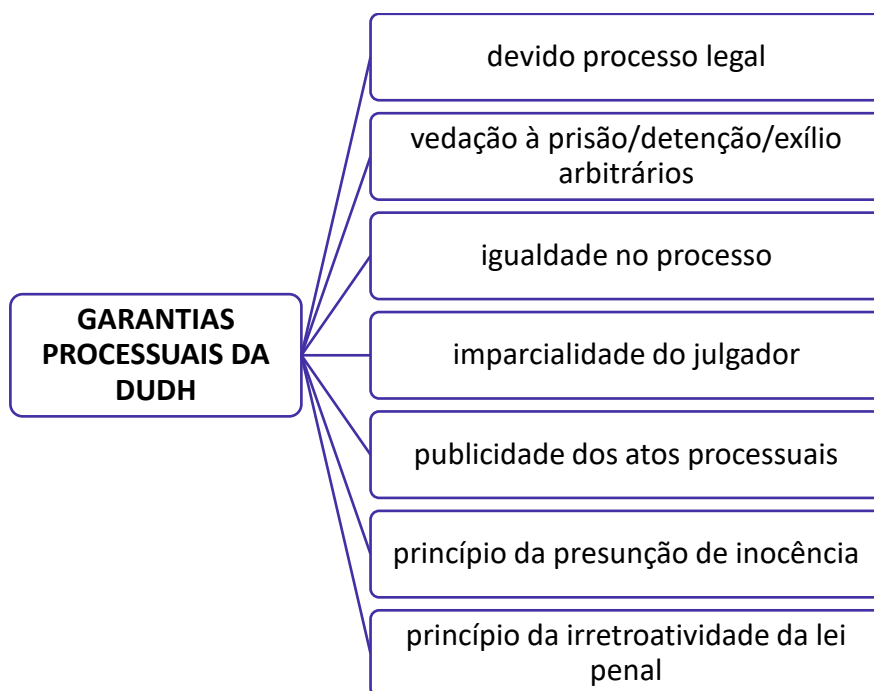 devido processo legal
vedação à prisão/detenção/exílio
arbitrários
igualdade no processo
GARANTIAS
PROCESSUAIS DA
DUDH
imparcialidade do julgador
publicidade dos atos processuais
princípio da presunção de inocência
princípio da irretroatividade da lei
penal